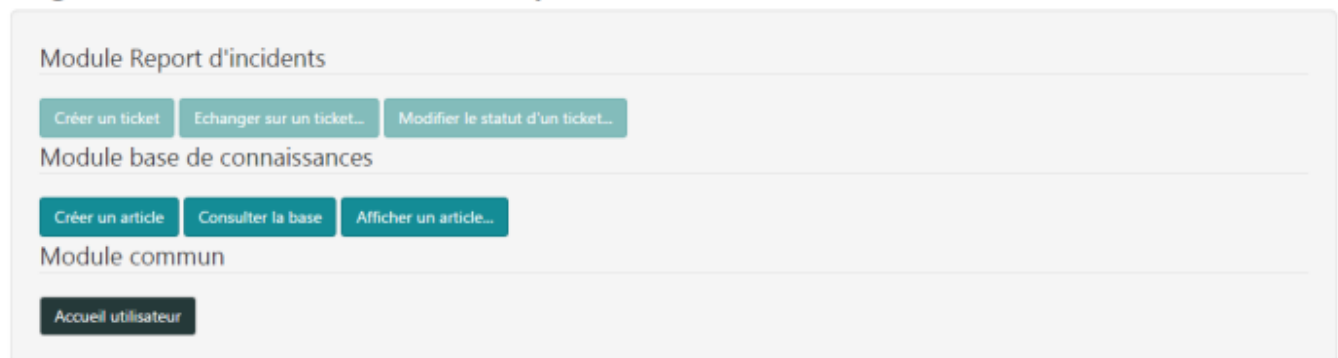 Module Report d'incidents
Créer un ticket Echanger sur un ticket... Modifier le statut d'un ticket...
Module base de connaissances
Créer un article Consulter la base Afficher un article...
Module commun
Accueil utilisateur